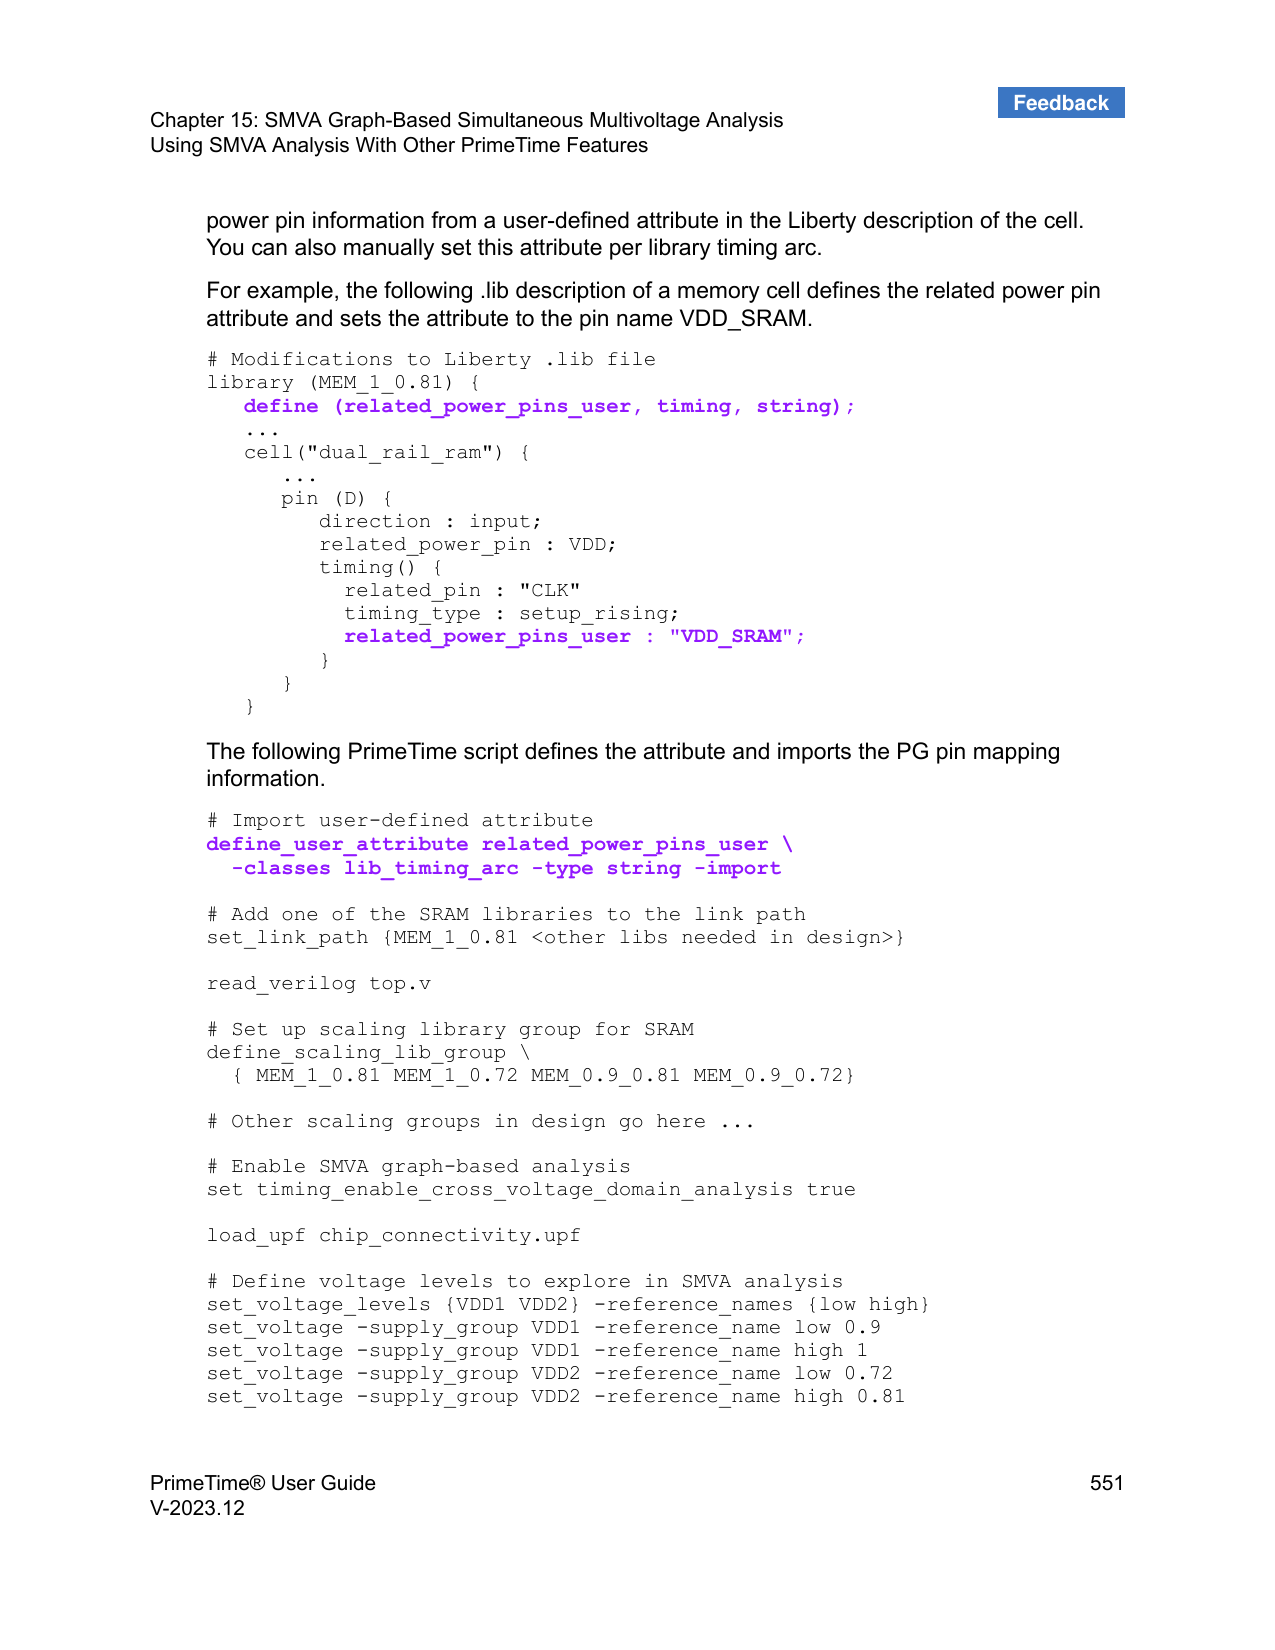 Feedback
Chapter 15: SMVA Graph-Based Simultaneous Multivoltage Analysis
Using SMVA Analysis With Other PrimeTime Features
power pin information from a user-defined attribute in the Liberty description of the cell.
You can also manually set this attribute per library timing arc.
For example, the following .lib description of a memory cell defines the related power pin
attribute and sets the attribute to the pin name VDD_SRAM.
# Modifications to Liberty .lib file
library (MEM_1_0.81) {
   define (related_power_pins_user, timing, string);
   ...
   cell("dual_rail_ram") {
      ...
      pin (D) {
         direction : input;
         related_power_pin : VDD;
         timing() {
           related_pin : "CLK"
           timing_type : setup_rising;
           related_power_pins_user : "VDD_SRAM";
         }
      }
   }
The following PrimeTime script defines the attribute and imports the PG pin mapping
information.
# Import user-defined attribute
define_user_attribute related_power_pins_user \
  -classes lib_timing_arc -type string -import
# Add one of the SRAM libraries to the link path
set_link_path {MEM_1_0.81 <other libs needed in design>}
read_verilog top.v
# Set up scaling library group for SRAM
define_scaling_lib_group \
  { MEM_1_0.81 MEM_1_0.72 MEM_0.9_0.81 MEM_0.9_0.72}
# Other scaling groups in design go here ...
# Enable SMVA graph-based analysis
set timing_enable_cross_voltage_domain_analysis true
load_upf chip_connectivity.upf
# Define voltage levels to explore in SMVA analysis
set_voltage_levels {VDD1 VDD2} -reference_names {low high}
set_voltage -supply_group VDD1 -reference_name low 0.9
set_voltage -supply_group VDD1 -reference_name high 1
set_voltage -supply_group VDD2 -reference_name low 0.72
set_voltage -supply_group VDD2 -reference_name high 0.81
PrimeTime® User Guide
551
V-2023.12